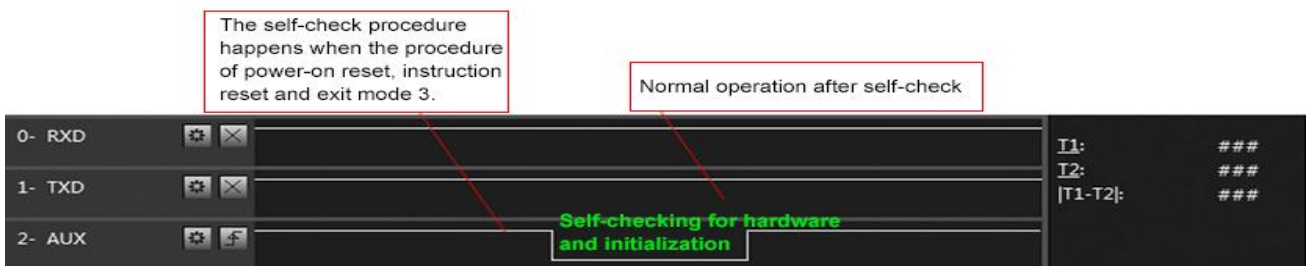 The self-check procedure
happens when the procedure
of power-on reset, instruction
reset and exit mode 3.
Normal operation after self-check
0- RXD
T1: ###
T2: ###
1- TXD
|T1-T2|: ###
Self-checking for hardware
and initialization
2- AUX